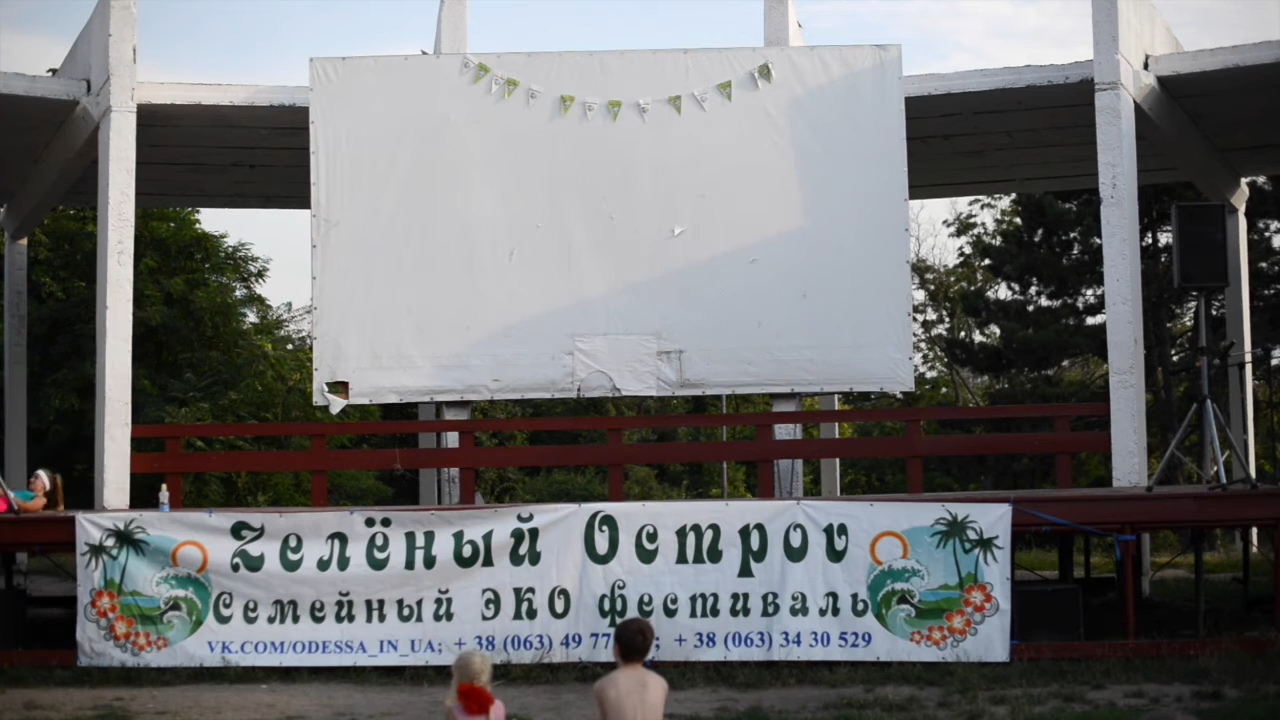 Зелёный Остров
Семейный ЭКО фестиваль
VK.COM/ODESSA_IN_UA; + 38 (063) 49 77 ; + 38 (063) 34 30 529